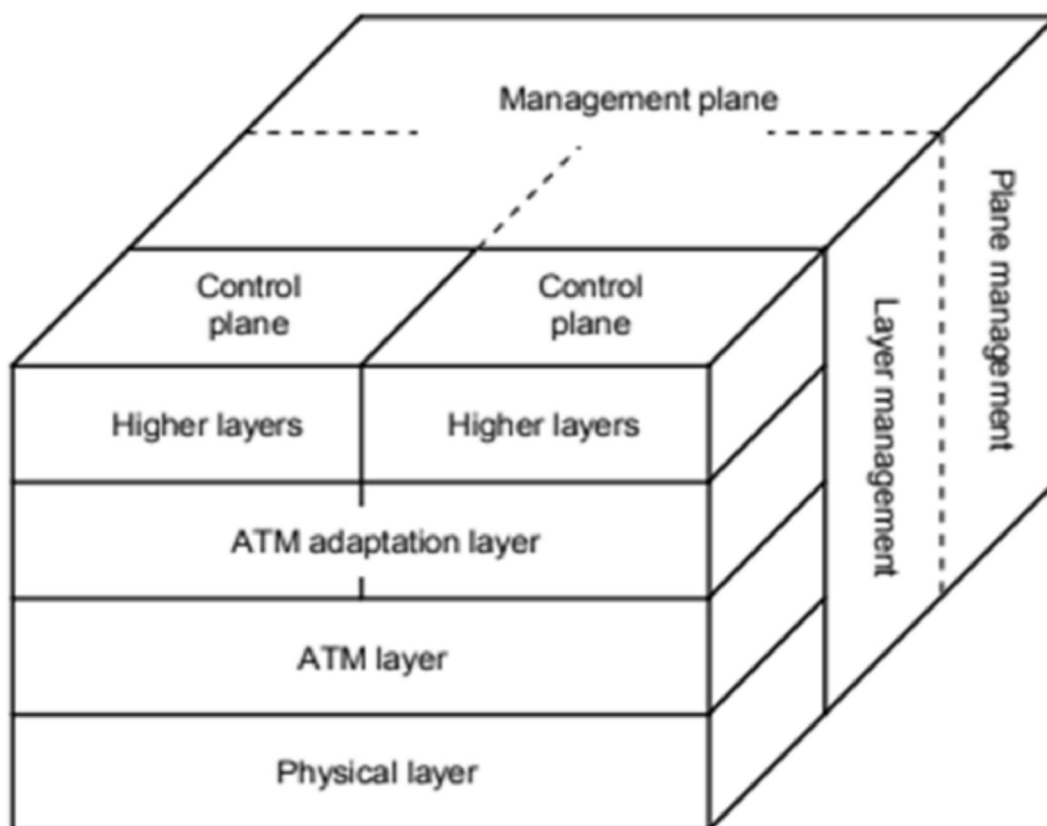 Management plane
Plane management
Control
plane
Control
plane
Layer management
Higher layers
Higher layers
ATM adaptation layer
ATM layer
Physical layer